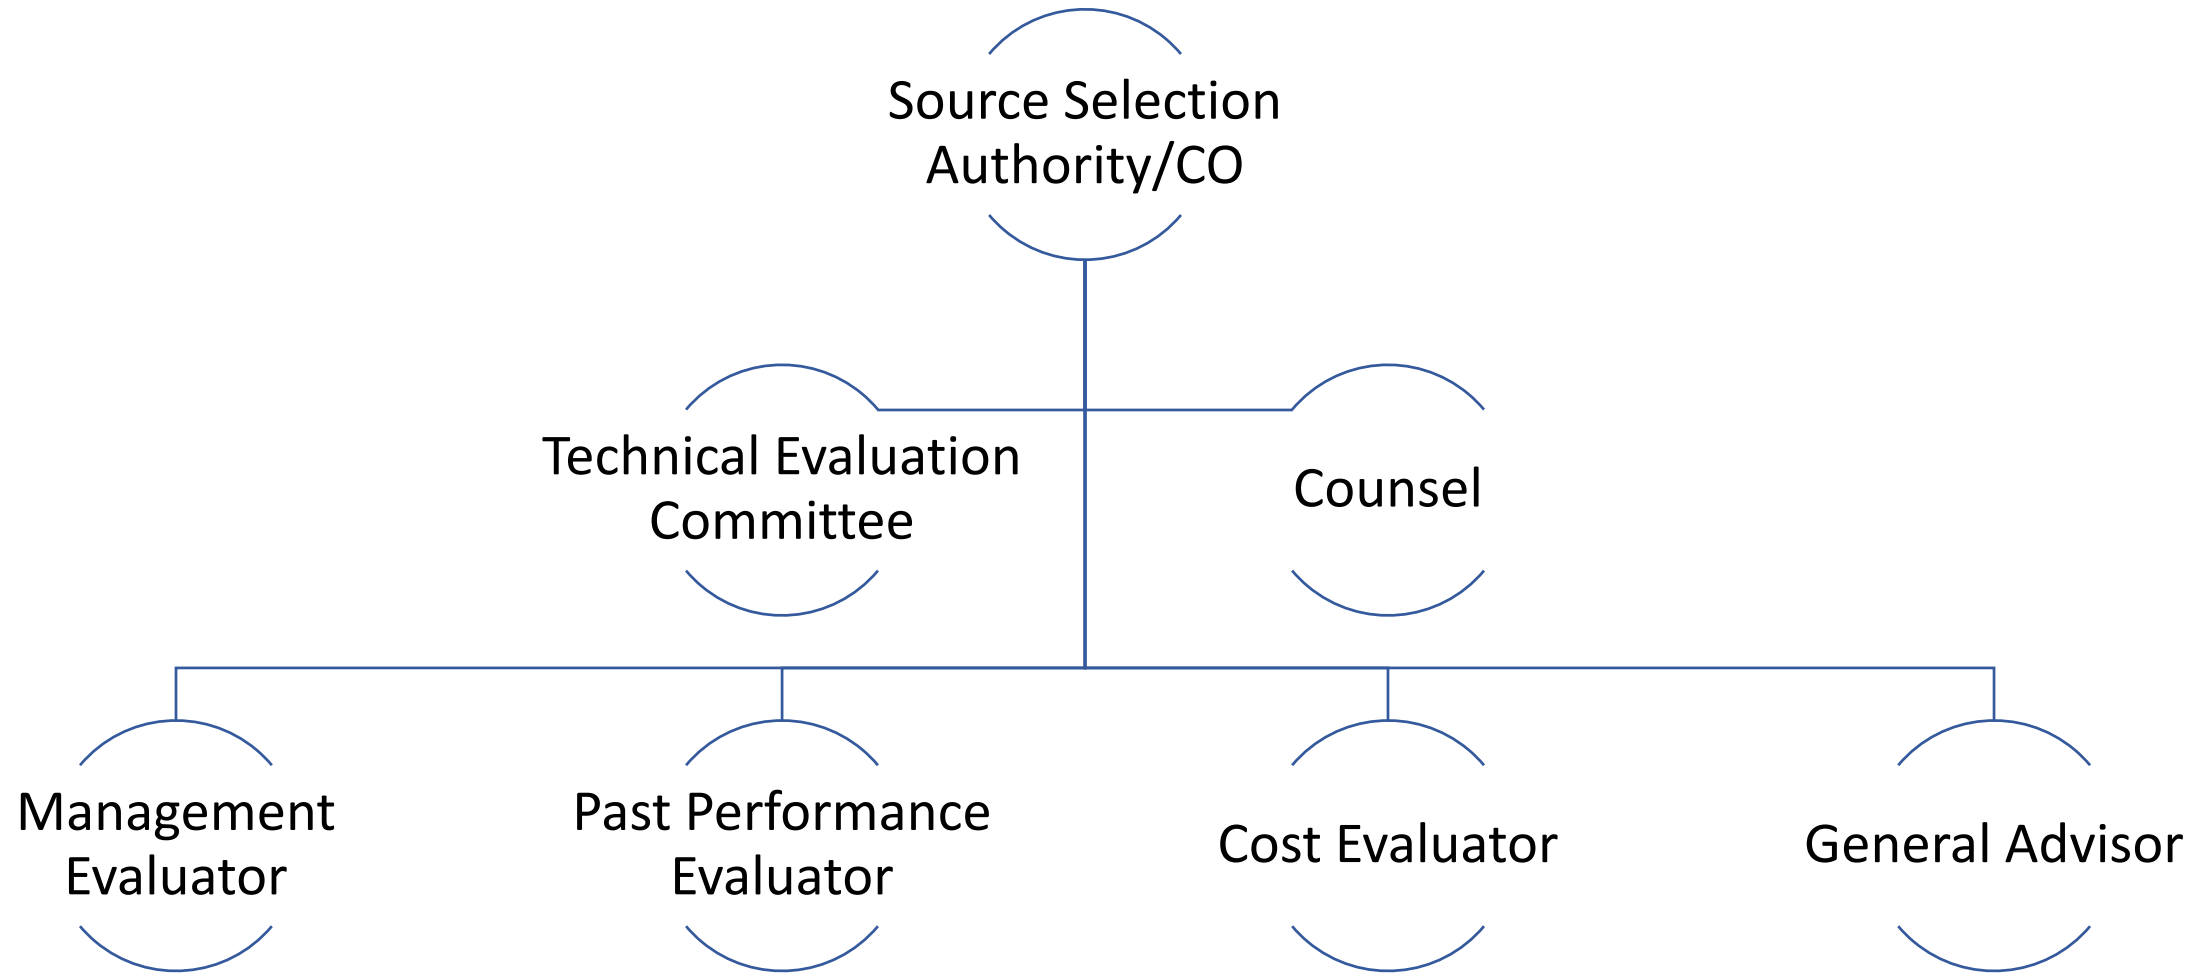 Source Selection
Authority/CO
Technical Evaluation
Committee
Counsel
Management
Evaluator
Past Performance
Evaluator
Cost Evaluator
General Advisor